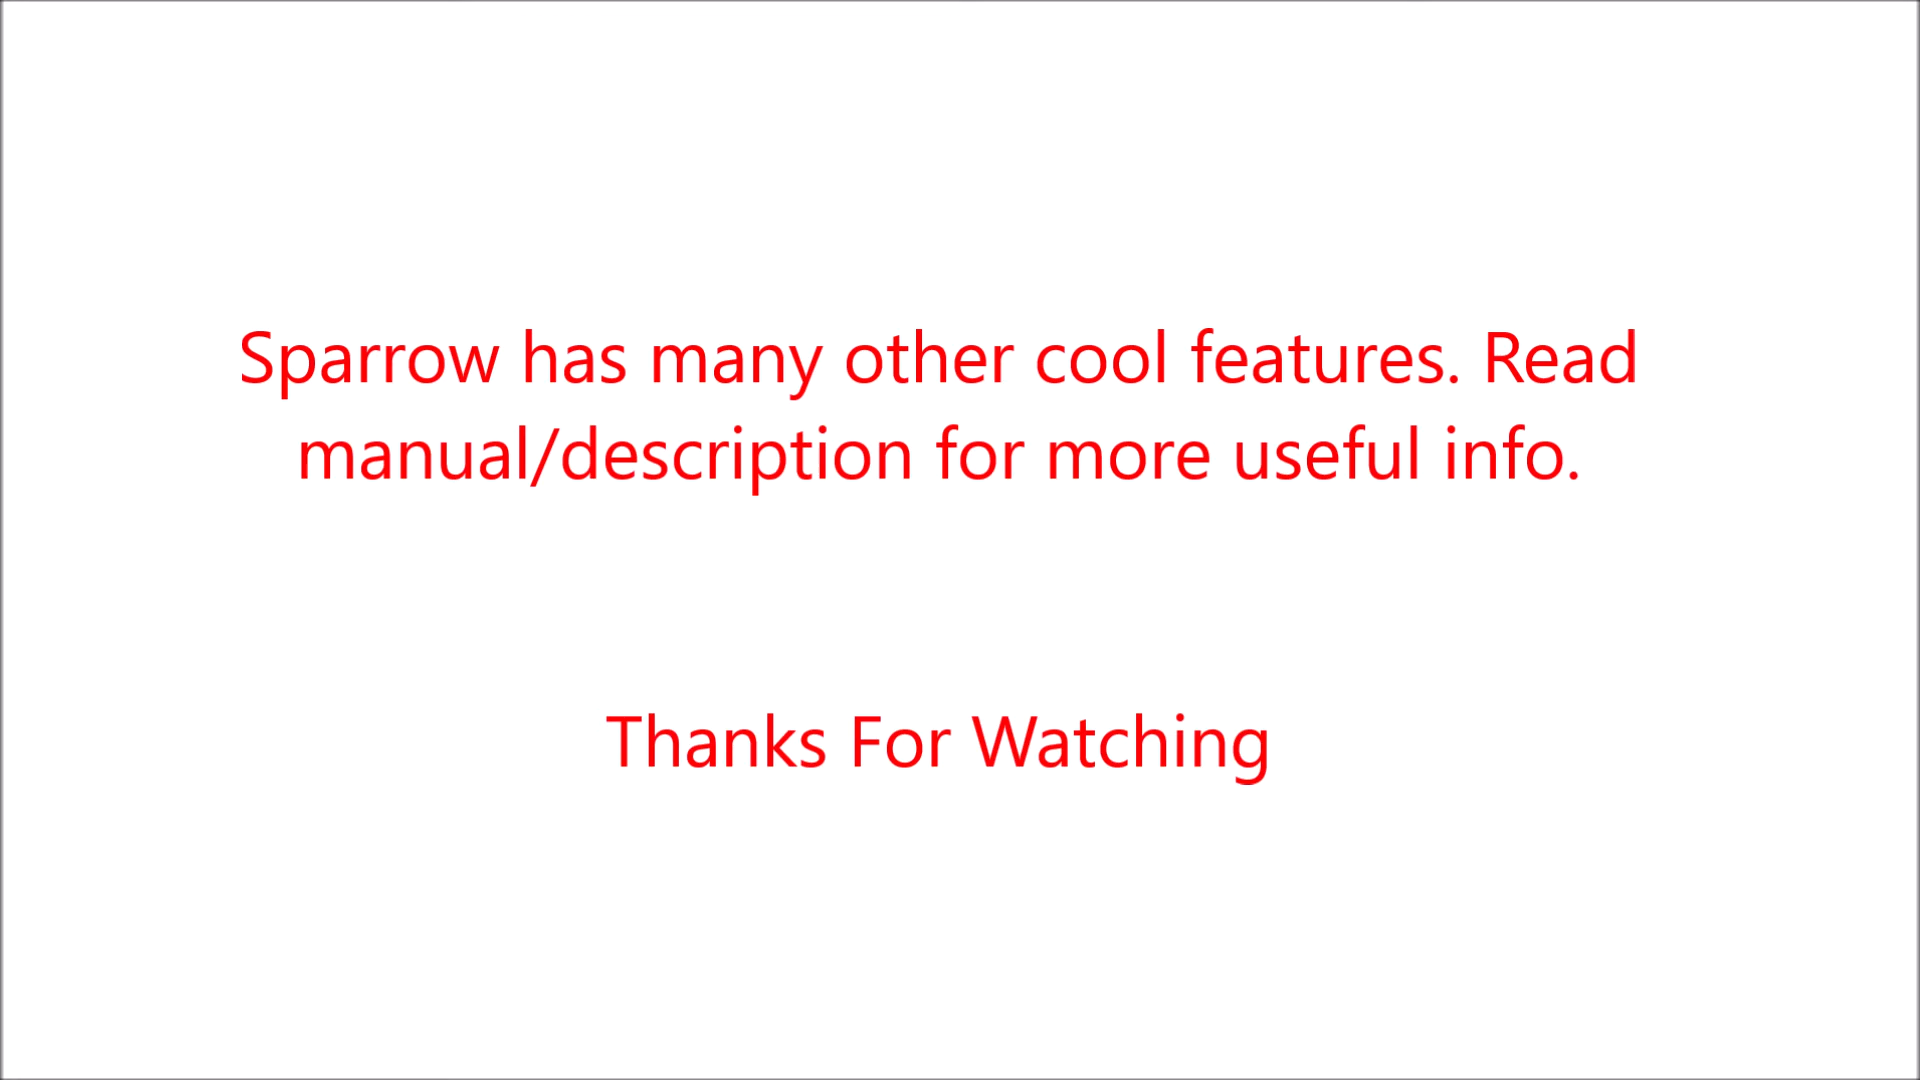 Sparrow has many other cool features. Read
manual/description for more useful info.
Thanks For Watching